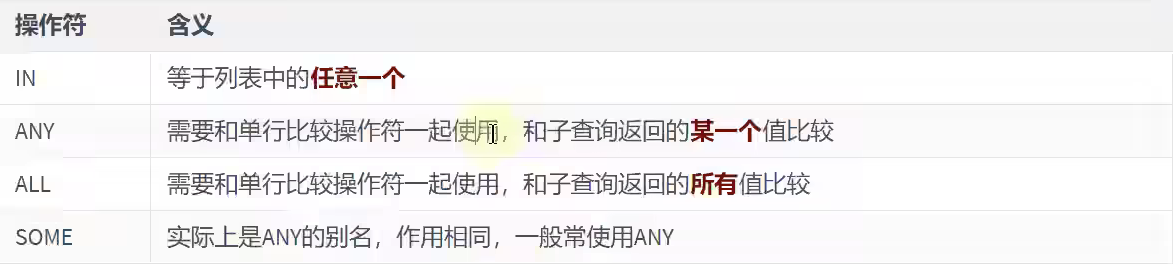 操作符 含义
IN 等于列表中的任意一个
ANY 需要和单行比较操作符一起使用，和子查询返回的某一个值比较
ALL 需要和单行比较操作符一起使用，和子查询返回的所有值比较
SOME 实际上是ANY的别名，作用相同，一般常使用ANY